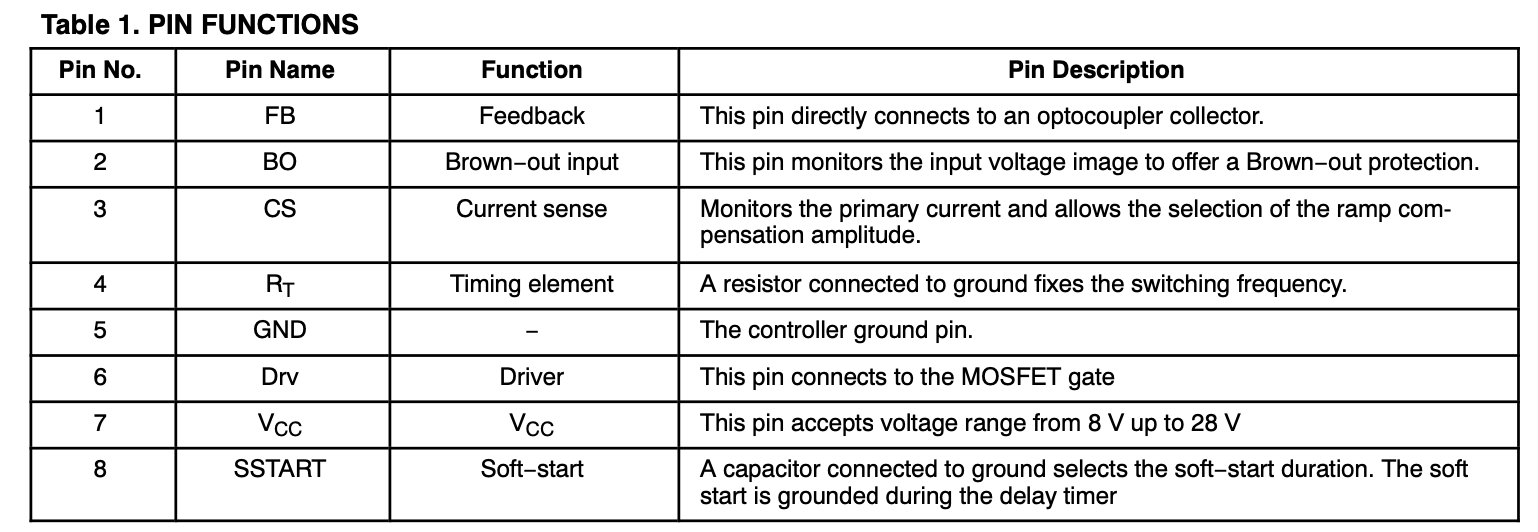 Table 1. PIN FUNCTIONS
Pin No. Pin Name Function Pin Description
1 FB Feedback This pin directly connects to an optocoupler collector.
2 BO Brown−out input This pin monitors the input voltage image to offer a Brown−out protection.
3 CS Current sense Monitors the primary current and allows the selection of the ramp com-
pensation amplitude.
4 RT Timing element A resistor connected to ground fixes the switching frequency.
5 GND − The controller ground pin.
6 Drv Driver This pin connects to the MOSFET gate
7 VCC VCC This pin accepts voltage range from 8 V up to 28 V
8 SSTART Soft−start A capacitor connected to ground selects the soft−start duration. The soft
start is grounded during the delay timer